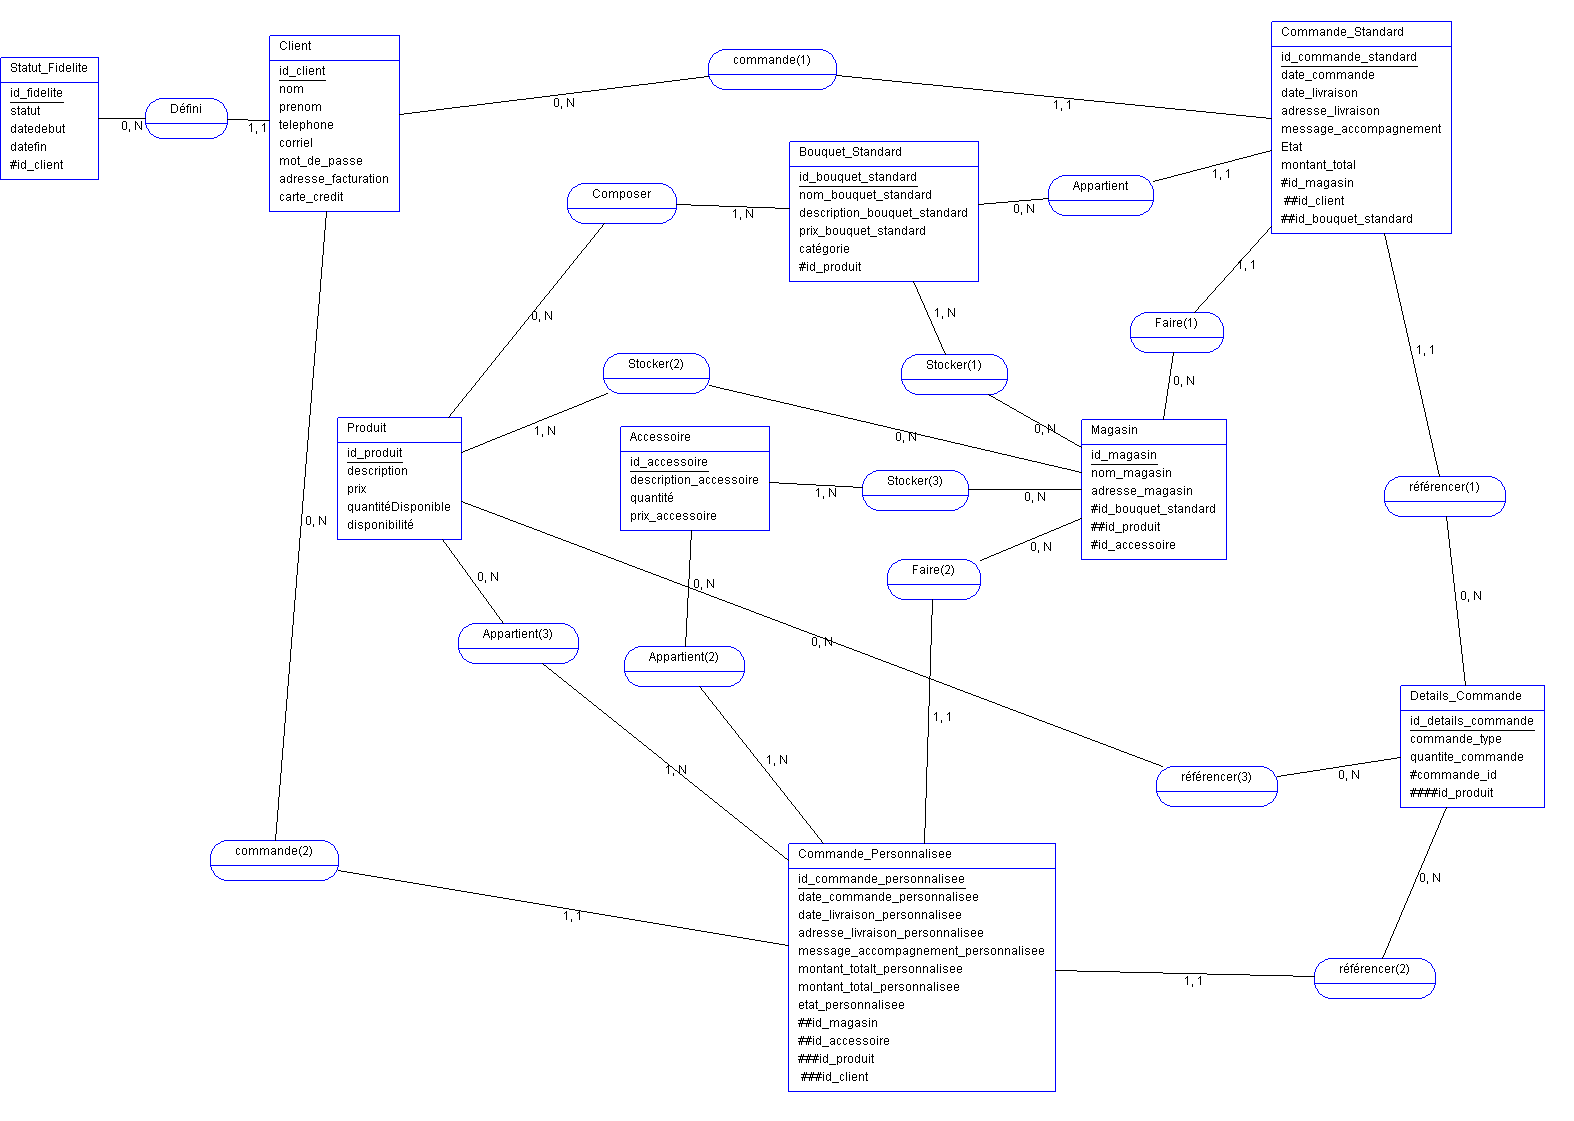 Statut_Fidelite
id_fidelite
statut
datedebut
datefin
#id_client
0, N
Défini
1, 1
Client
id_client
nom
prenom
telephone
corriel
mot_de_passe
adresse_facturation
carte_credit
0, N
commande(1)
1, 1
Commande_Standard
id_commande_standard
date_commande
date_livraison
adresse_livraison
message_accompagnement
Etat
montant_total
#id_magasin
##id_client
##id_bouquet_standard
Bouquet_Standard
id_bouquet_standard
nom_bouquet_standard
description_bouquet_standard
prix_bouquet_standard
catégorie
#id_produit
Composer
1, N
0, N
Appartient
1, 1
0, N
1, 1
Faire(1)
0, N
1, N
Stocker(1)
0, N
Stocker(2)
1, N
0, N
1, 1
référencer(1)
0, N
Produit
id_produit
description
prix
quantitéDisponible
disponibilité
Accessoire
id_accessoire
description_accessoire
quantité
prix_accessoire
1, N
Stocker(3)
0, N
Magasin
id_magasin
nom_magasin
adresse_magasin
#id_bouquet_standard
##id_produit
#id_accessoire
0, N
0, N
Faire(2)
1, 1
0, N
Appartient(3)
1, N
0, N
Appartient(2)
1, N
0, N
référencer(3)
0, N
Details_Commande
id_details_commande
commande_type
quantite_commande
#commande_id
####id_produit
0, N
référencer(2)
1, 1
commande(2)
1, 1
Commande_Personnalisee
id_commande_personnalisee
date_commande_personnalisee
date_livraison_personnalisee
adresse_livraison_personnalisee
message_accompagnement_personnalisee
montant_totalt_personnalisee
montant_total_personnalisee
etat_personnalisee
##id_magasin
##id_accessoire
###id_produit
###id_client